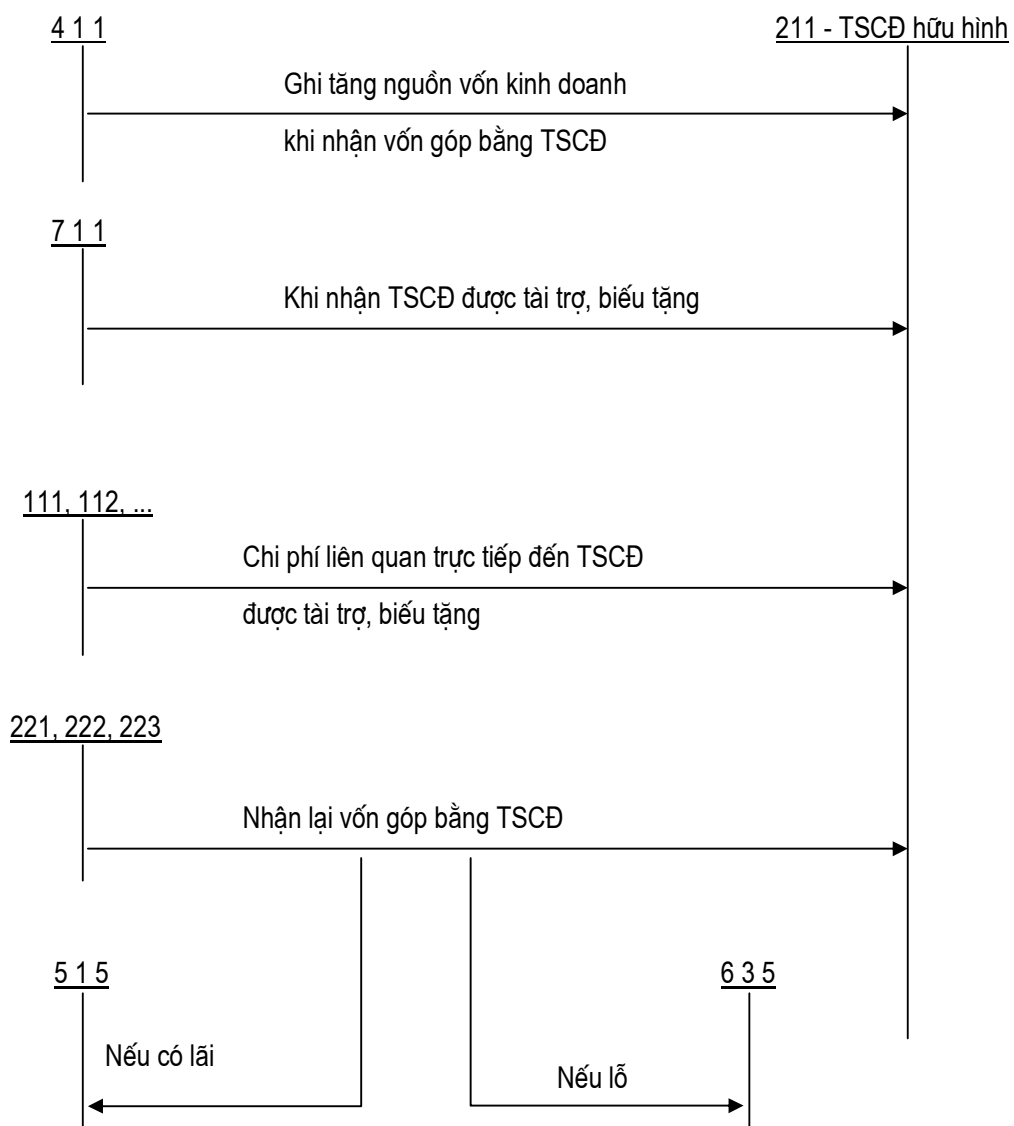 4 1 1
211 - TSCĐ hữu hình
Ghi tăng nguồn vốn kinh doanh
khi nhận vốn góp bằng TSCĐ
7 1 1
Khi nhận TSCĐ được tài trợ, biếu tặng
111, 112, ...
Chi phí liên quan trực tiếp đến TSCĐ
được tài trợ, biếu tặng
221, 222, 223
Nhận lại vốn góp bằng TSCĐ
5 1 5
6 3 5
Nếu có lãi
Nếu lỗ